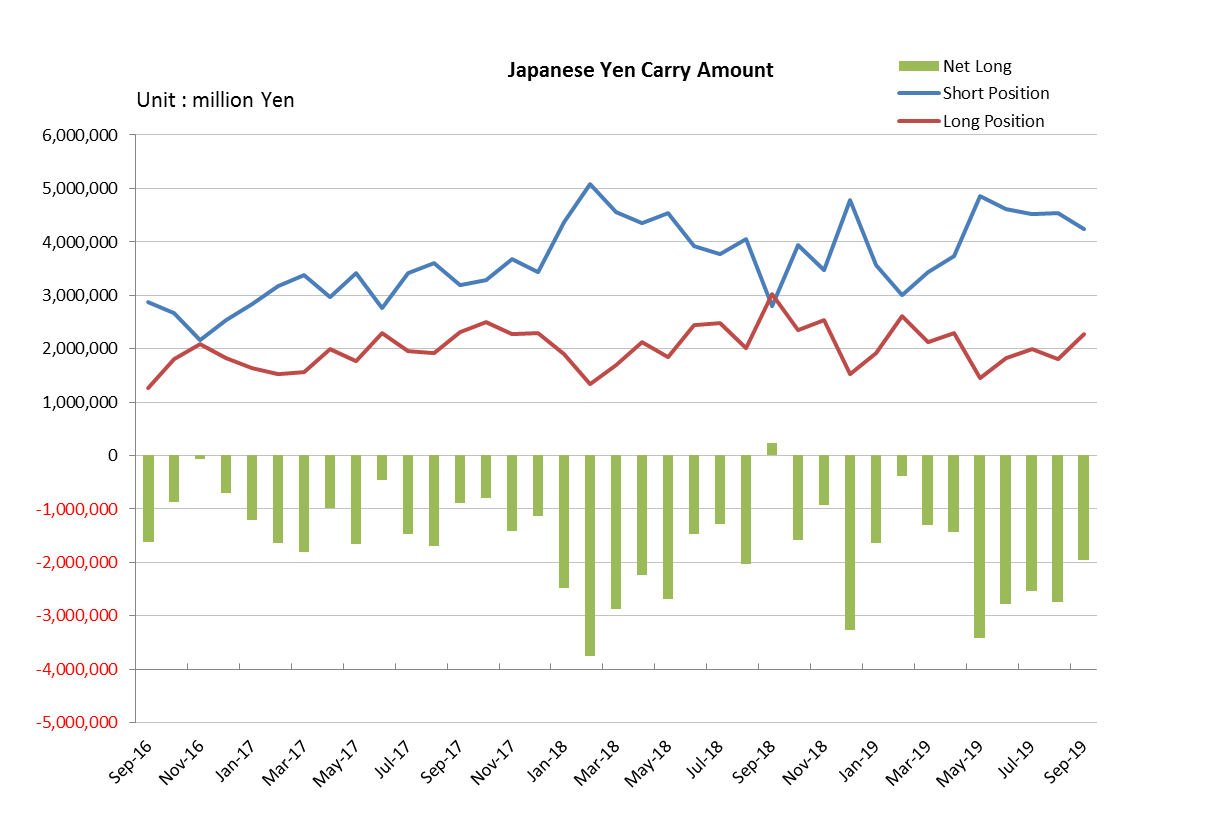 Japanese Yen Carry Amount
Unit : million Yen
Net Long
Short Position
Long Position
6,000,000
5,000,000
4,000,000
3,000,000
2,000,000
1,000,000
0
-1,000,000
-2,000,000
-3,000,000
-4,000,000
-5,000,000
Sep-16
Nov-16
Jan-17
Mar-17
May-17
Jul-17
Sep-17
Nov-17
Jan-18
Mar-18
May-18
Jul-18
Sep-18
Nov-18
Jan-19
Mar-19
May-19
Jul-19
Sep-19